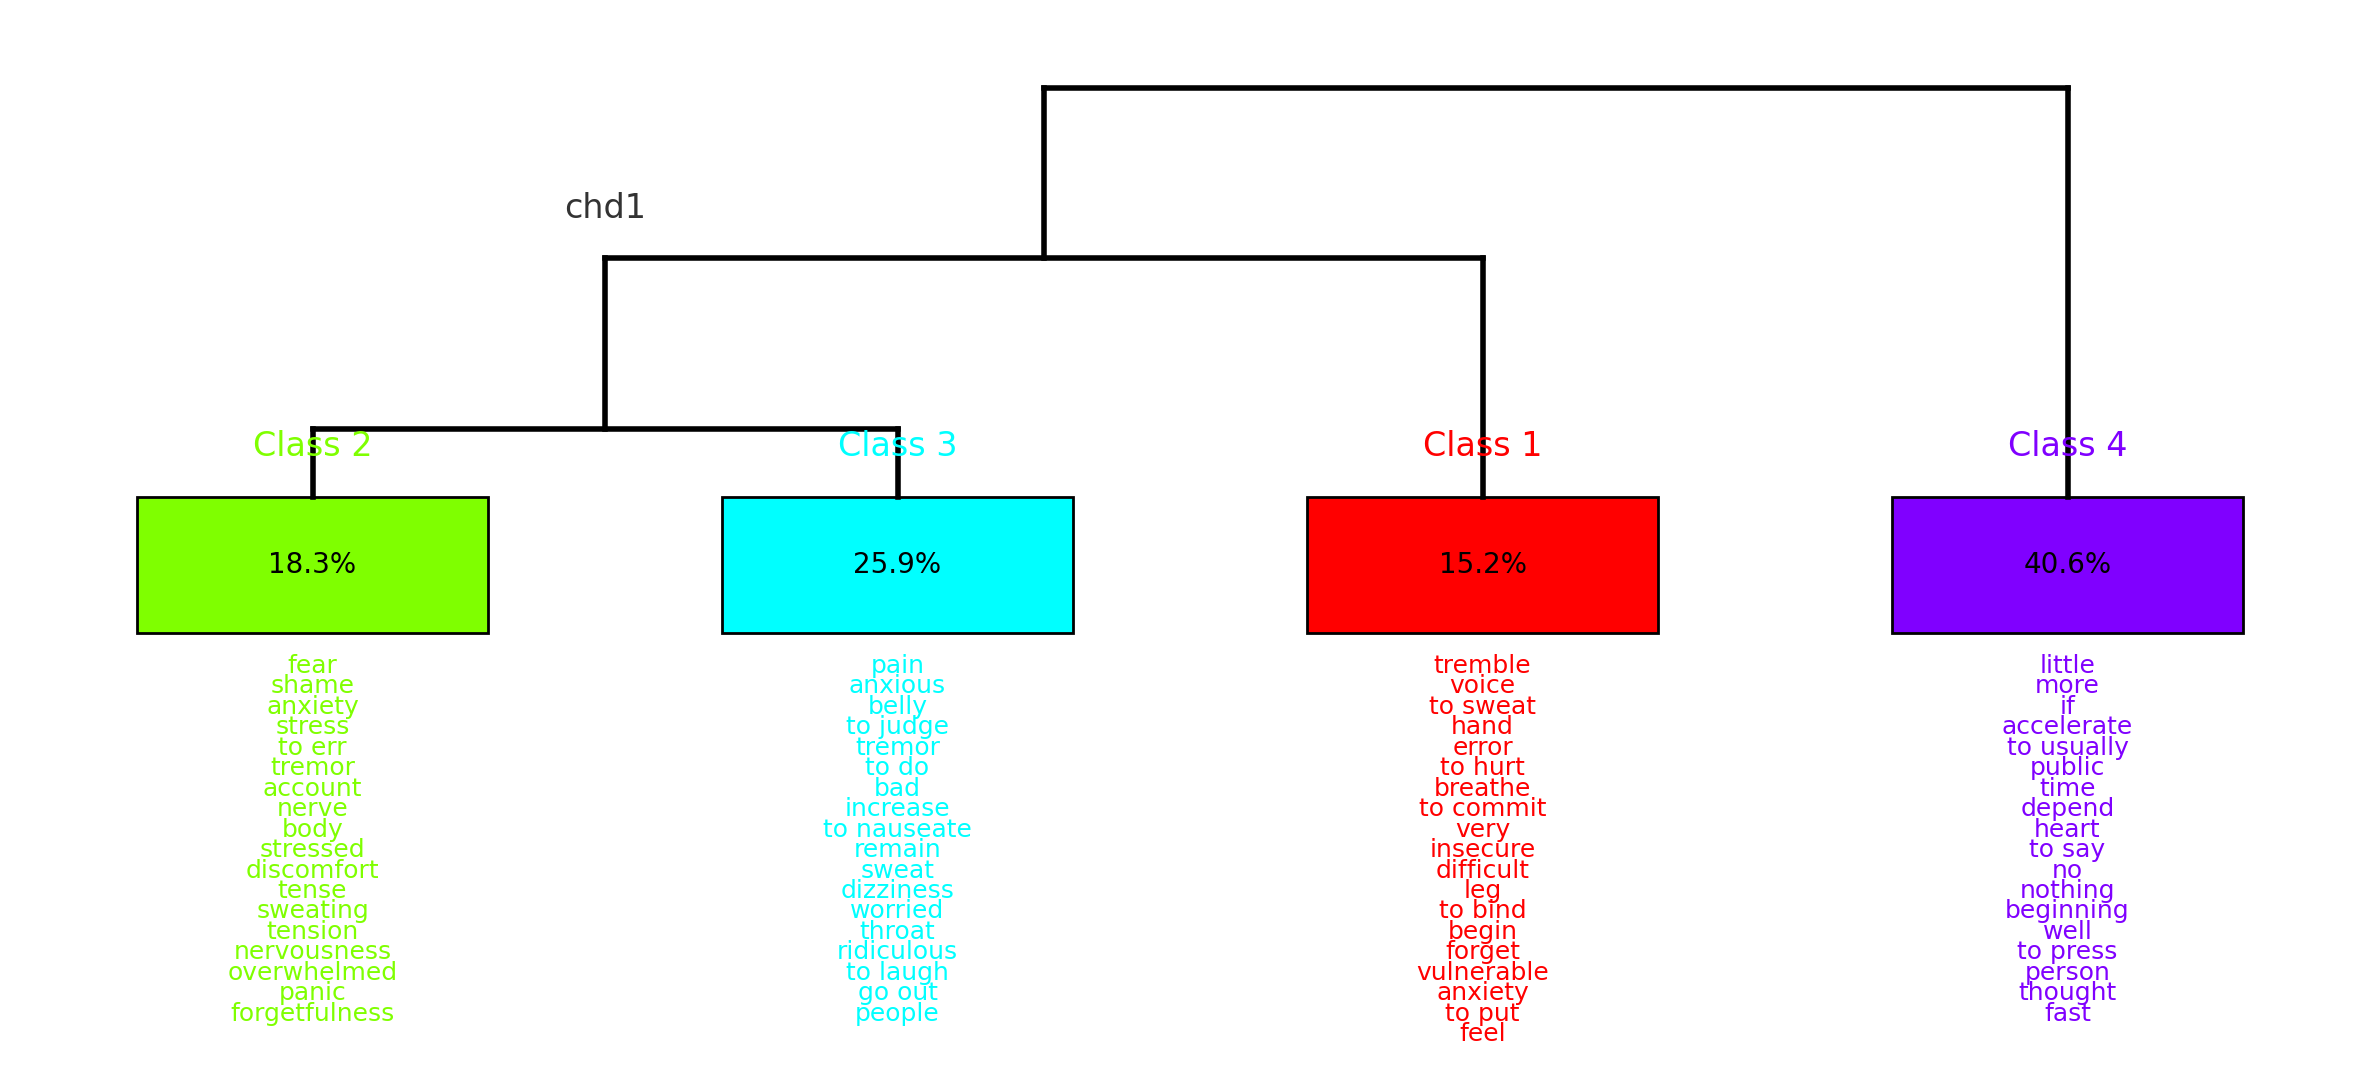 chd1
Class 2
Class 3
Class 1
Class 4
18.3%
25.9%
15.2%
40.6%
fear
shame
anxiety
stress
to err
tremor
account
nerve
body
stressed
discomfort
tense
sweating
tension
nervousness
overwhelmed
panic
forgetfulness
pain
anxious
belly
to judge
tremor
to do
bad
increase
to nauseate
remain
sweat
dizziness
worried
throat
ridiculous
to laugh
go out
people
tremble
voice
to sweat
hand
error
to hurt
breathe
to commit
very
insecure
difficult
leg
to bind
begin
forget
vulnerable
anxiety
to put
feel
little
more
if
accelerate
to usually
public
time
depend
heart
to say
no
nothing
beginning
well
to press
person
thought
fast